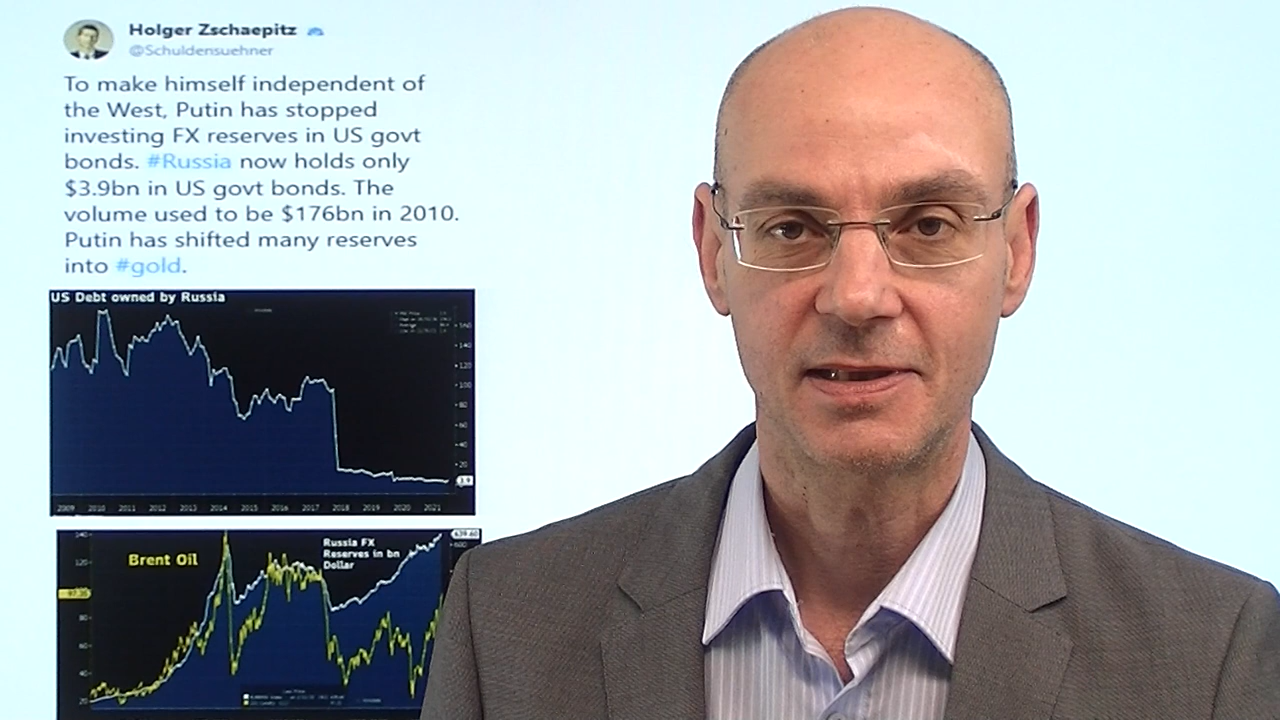 Holger Zschaepitz
@Schuldensuehner
To make himself independent of
the West, Putin has stopped
investing FX reserves in US govt
bonds. #Russia now holds only
$3.9bn in US govt bonds. The
volume used to be $176bn in 2010.
Putin has shifted many reserves
into #gold.
US Debt owned by Russia
160
140
120
100
80
60
40
20
3.9
2009 2010 2011 2012 2013 2014 2015 2016 2017 2018 2019 2020 2021
Brent Oil
Russia FX
Reserves in bn
Dollar
140
120
80
60
40
20
639.60
600